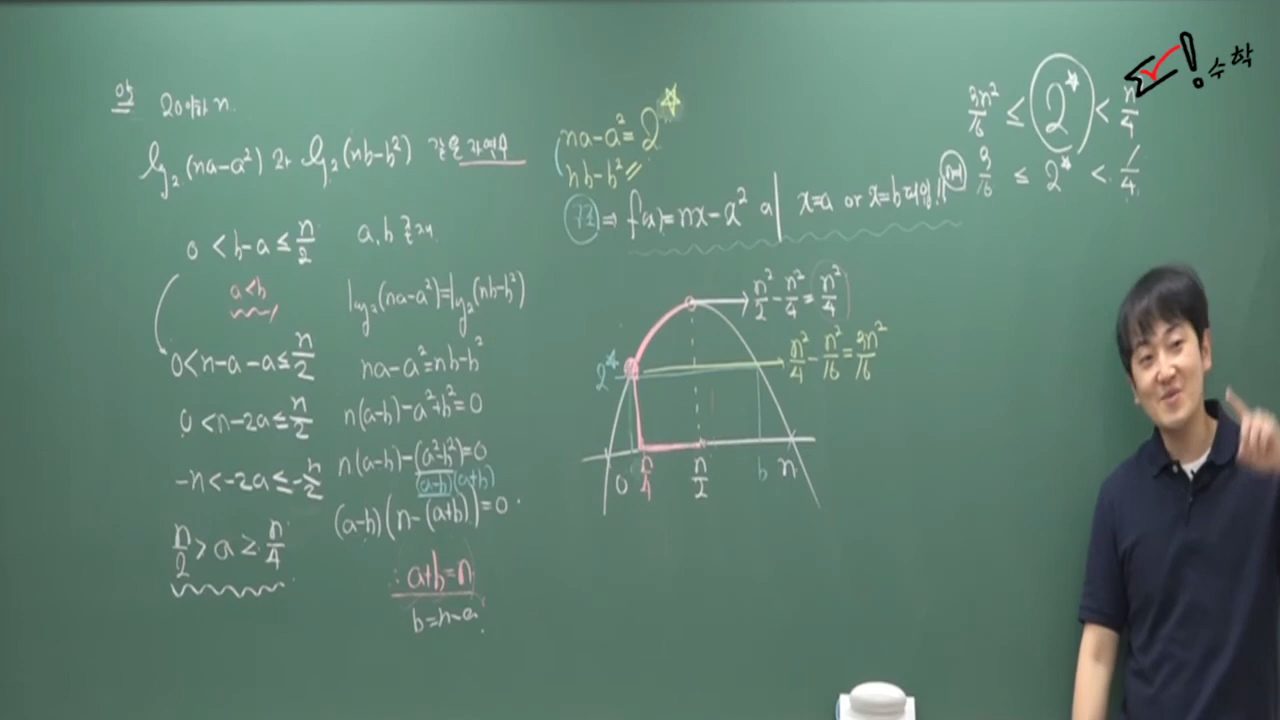 20이하 n.
log₂(na-a²) 과 log₂(nb-b²) 같은 자연수
0 < b-a ≤ n/2
a<b
0<n-a-a≤n/2
0<n-2a≤n/2
-n<-2a≤-n/2
n/2 > a ≥ n/4
a, b
log₂(na-a²)=log₂(nb-b²)
na-a²=nb-b²
n(a-b)-a²+b²=0
n(a-b)-(a²-b²)=0
(a-b)(a+b)
(a-b)(n-(a+b))=0
∴ a+b=n
b=n-a
na-a²=2☆
nb-b²=〃
⇒ f(x)=nx-x² 에 x=a or x=b 대입!!
n²/2 - n²/4 = n²/4
n²/4 - n²/16 = 3n²/16
2☆
0 n/4 n/2 b n
3n²/16 ≤ 2☆ < n/4
n=1
3/16 ≤ 2☆ < 1/4
수학